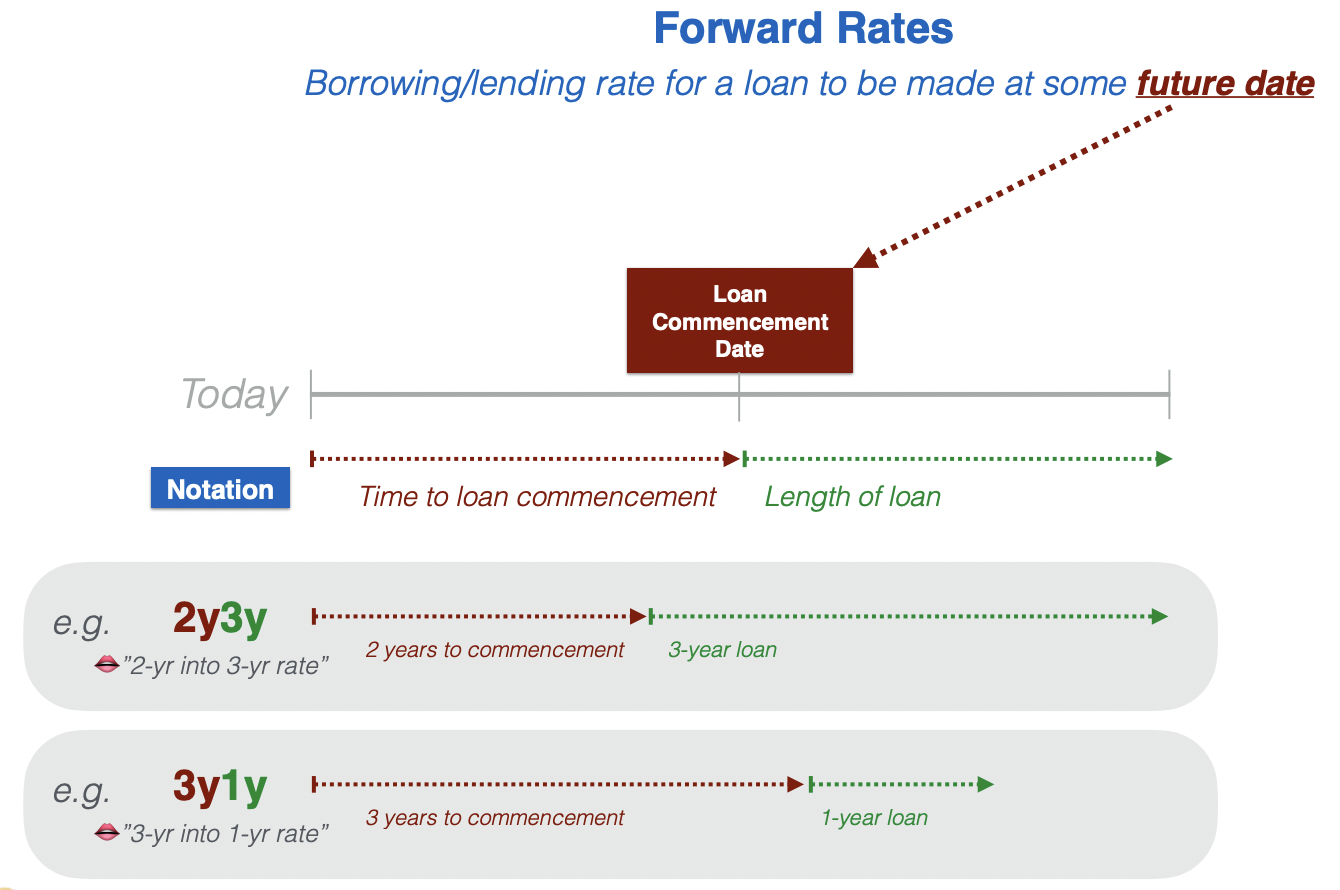 Forward Rates
Borrowing/lending rate for a loan to be made at some future date
Loan
Commencement
Date
Today
Notation
Time to loan commencement
Length of loan
e.g.
2y3y
”2-yr into 3-yr rate”
2 years to commencement
3-year loan
e.g.
3y1y
”3-yr into 1-yr rate”
3 years to commencement
1-year loan